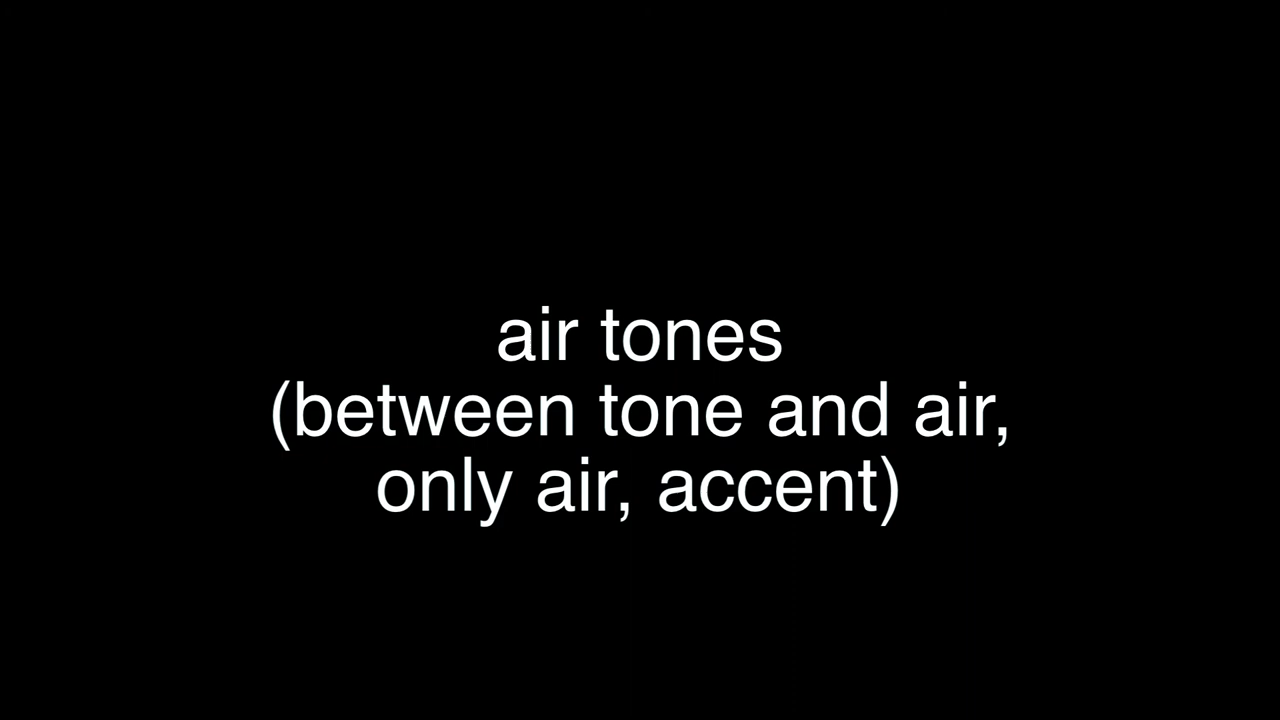 air tones
(between tone and air,
only air, accent)